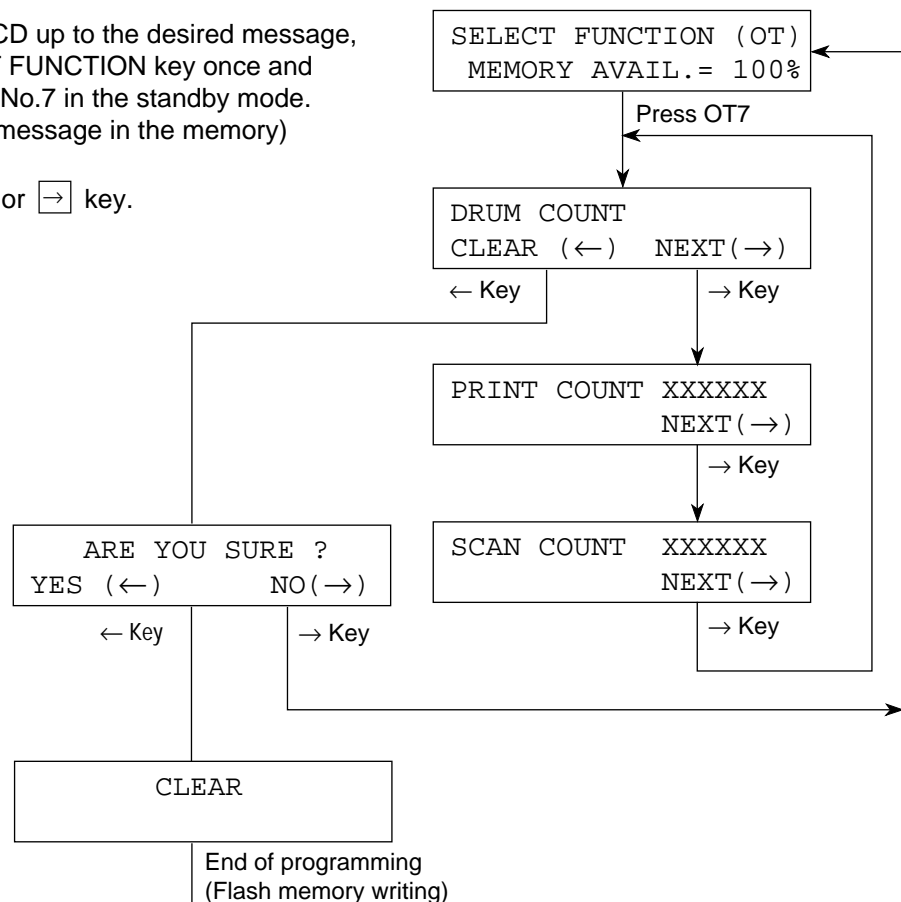 CD up to the desired message,
FUNCTION key once and
No.7 in the standby mode.
message in the memory)
or → key.
SELECT FUNCTION (OT)
MEMORY AVAIL.= 100%
Press OT7
DRUM COUNT
CLEAR (←) NEXT(→)
← Key
→ Key
PRINT COUNT XXXXXX
NEXT(→)
→ Key
SCAN COUNT XXXXXX
NEXT(→)
→ Key
ARE YOU SURE ?
YES (←) NO(→)
← Key
→ Key
CLEAR
End of programming
(Flash memory writing)